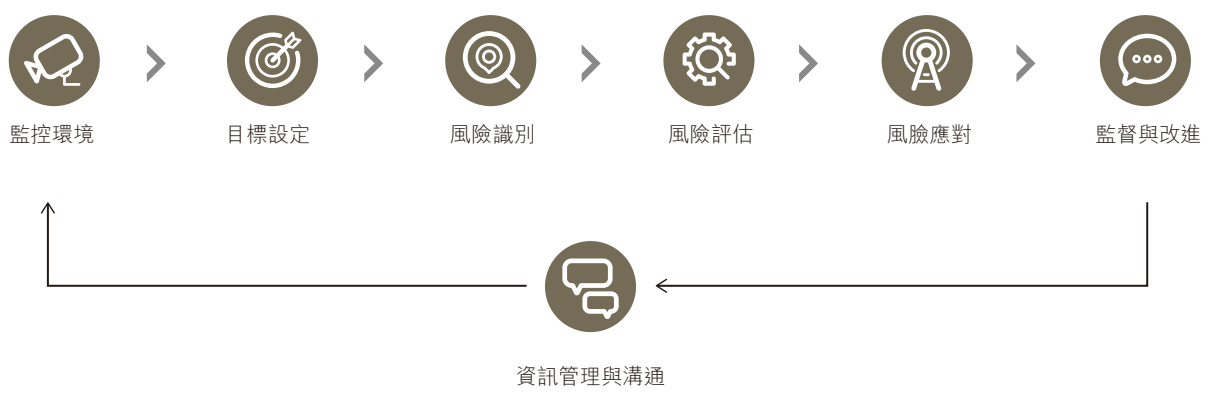 監控環境
目標設定
風險識別
風險評估
風臉應對
監督與改進
資訊管理與溝通